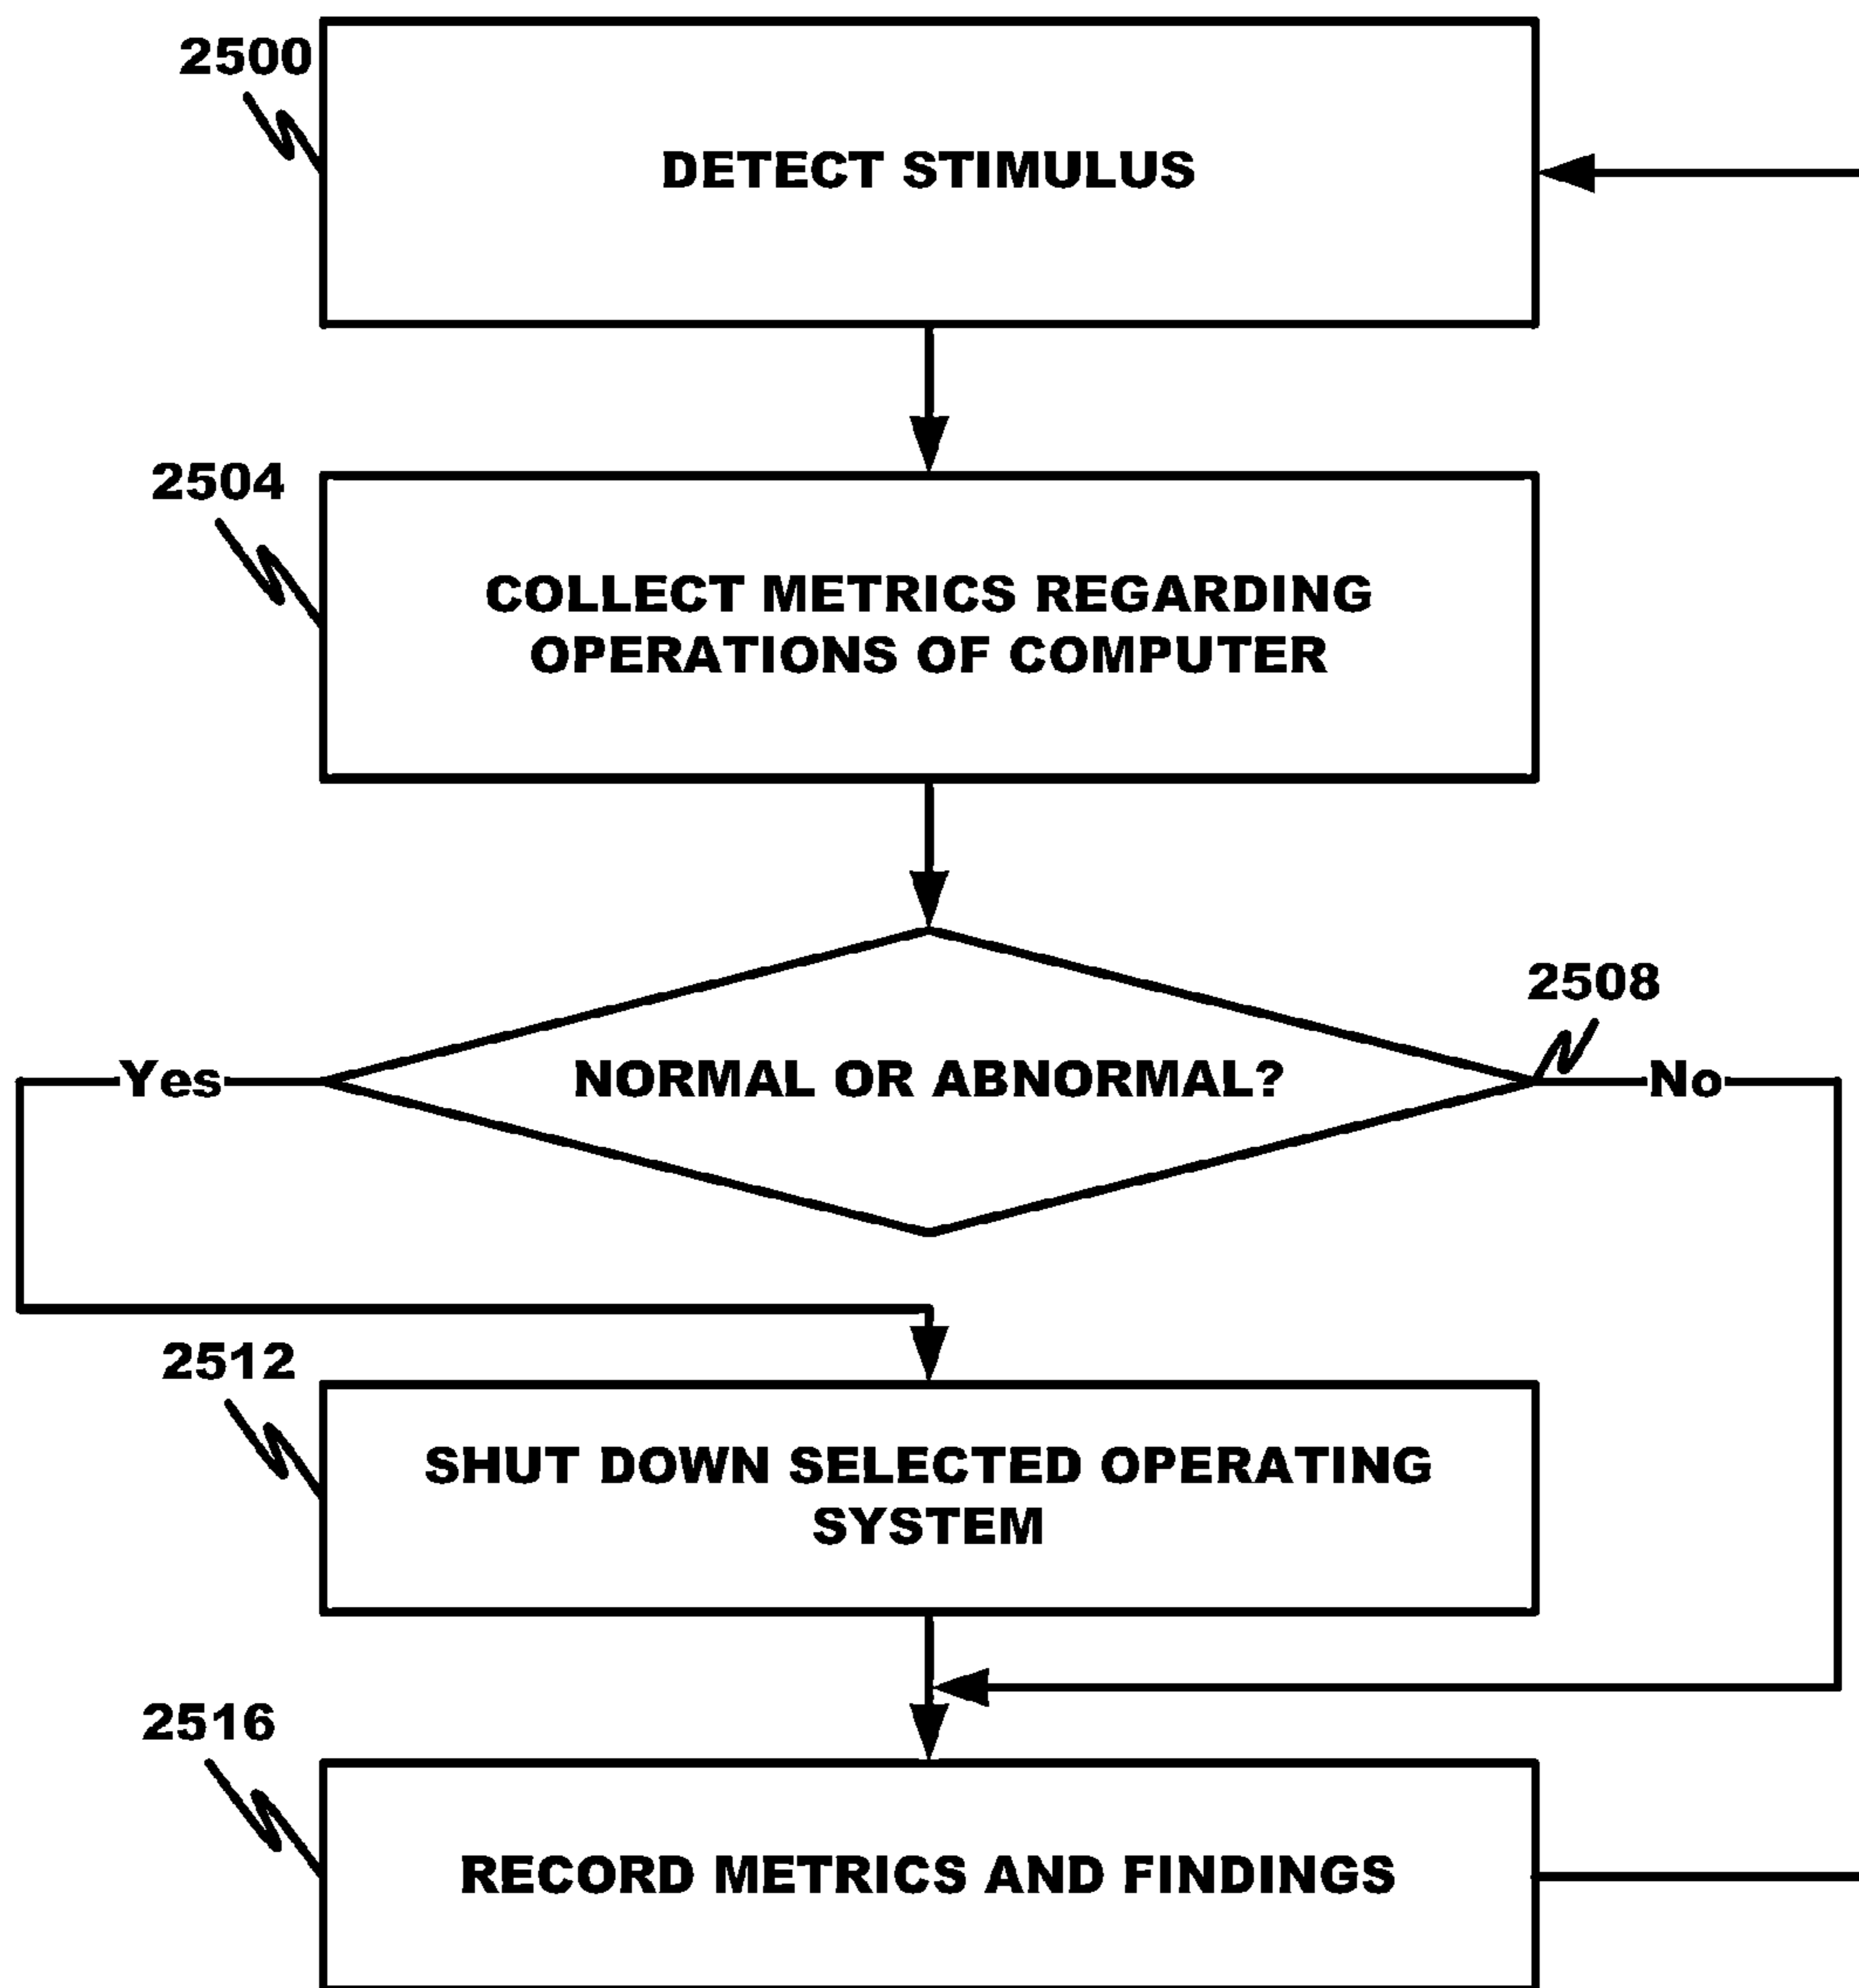 2500
DETECT STIMULUS
2504
COLLECT METRICS REGARDING
OPERATIONS OF COMPUTER
2508
Yes
NORMAL OR ABNORMAL?
No
2512
SHUT DOWN SELECTED OPERATING
SYSTEM
2516
RECORD METRICS AND FINDINGS